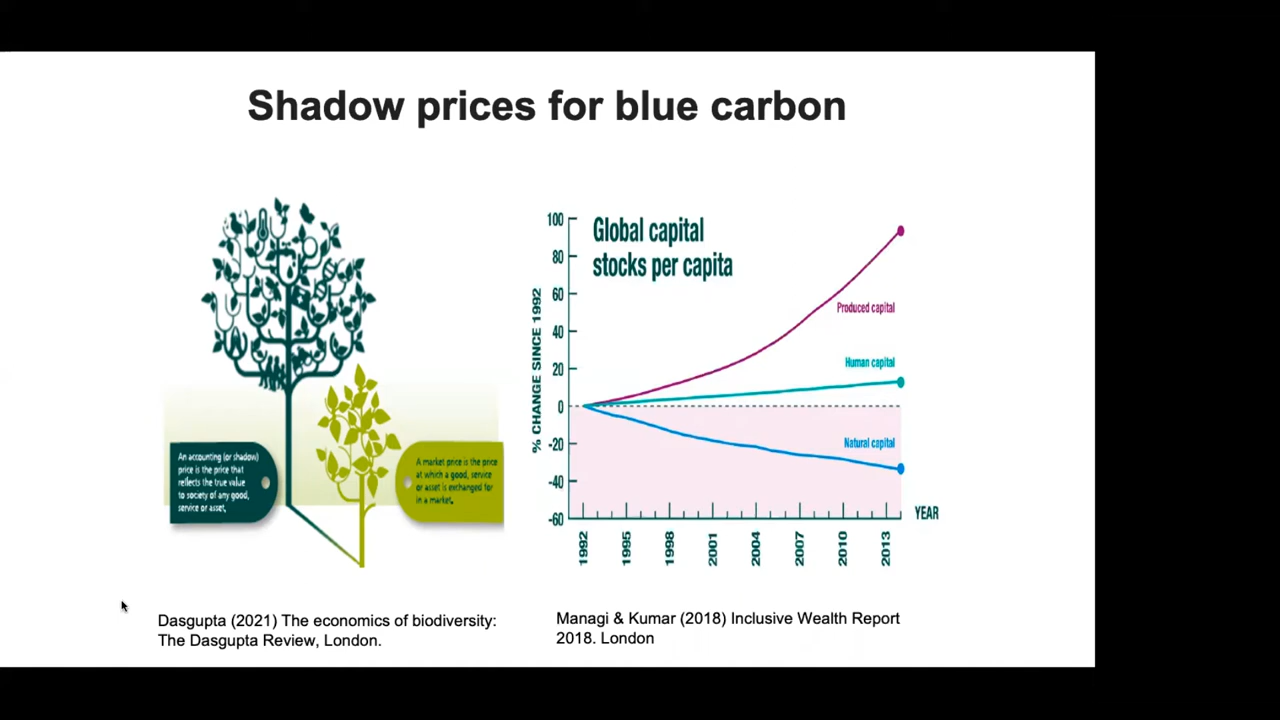 Shadow prices for blue carbon
An accounting (or shadow)
price is the price that
reflects the true value
to society of any good,
service or asset.
A market price is the price
at which a good, service
or asset is exchanged for
in a market.
Global capital
stocks per capita
% CHANGE SINCE 1992
100
80
60
40
20
0
-20
-40
-60
Produced capital
Human capital
Natural capital
YEAR
1992
1995
1998
2001
2004
2007
2010
2013
Dasgupta (2021) The economics of biodiversity:
The Dasgupta Review, London.
Managi & Kumar (2018) Inclusive Wealth Report
2018. London